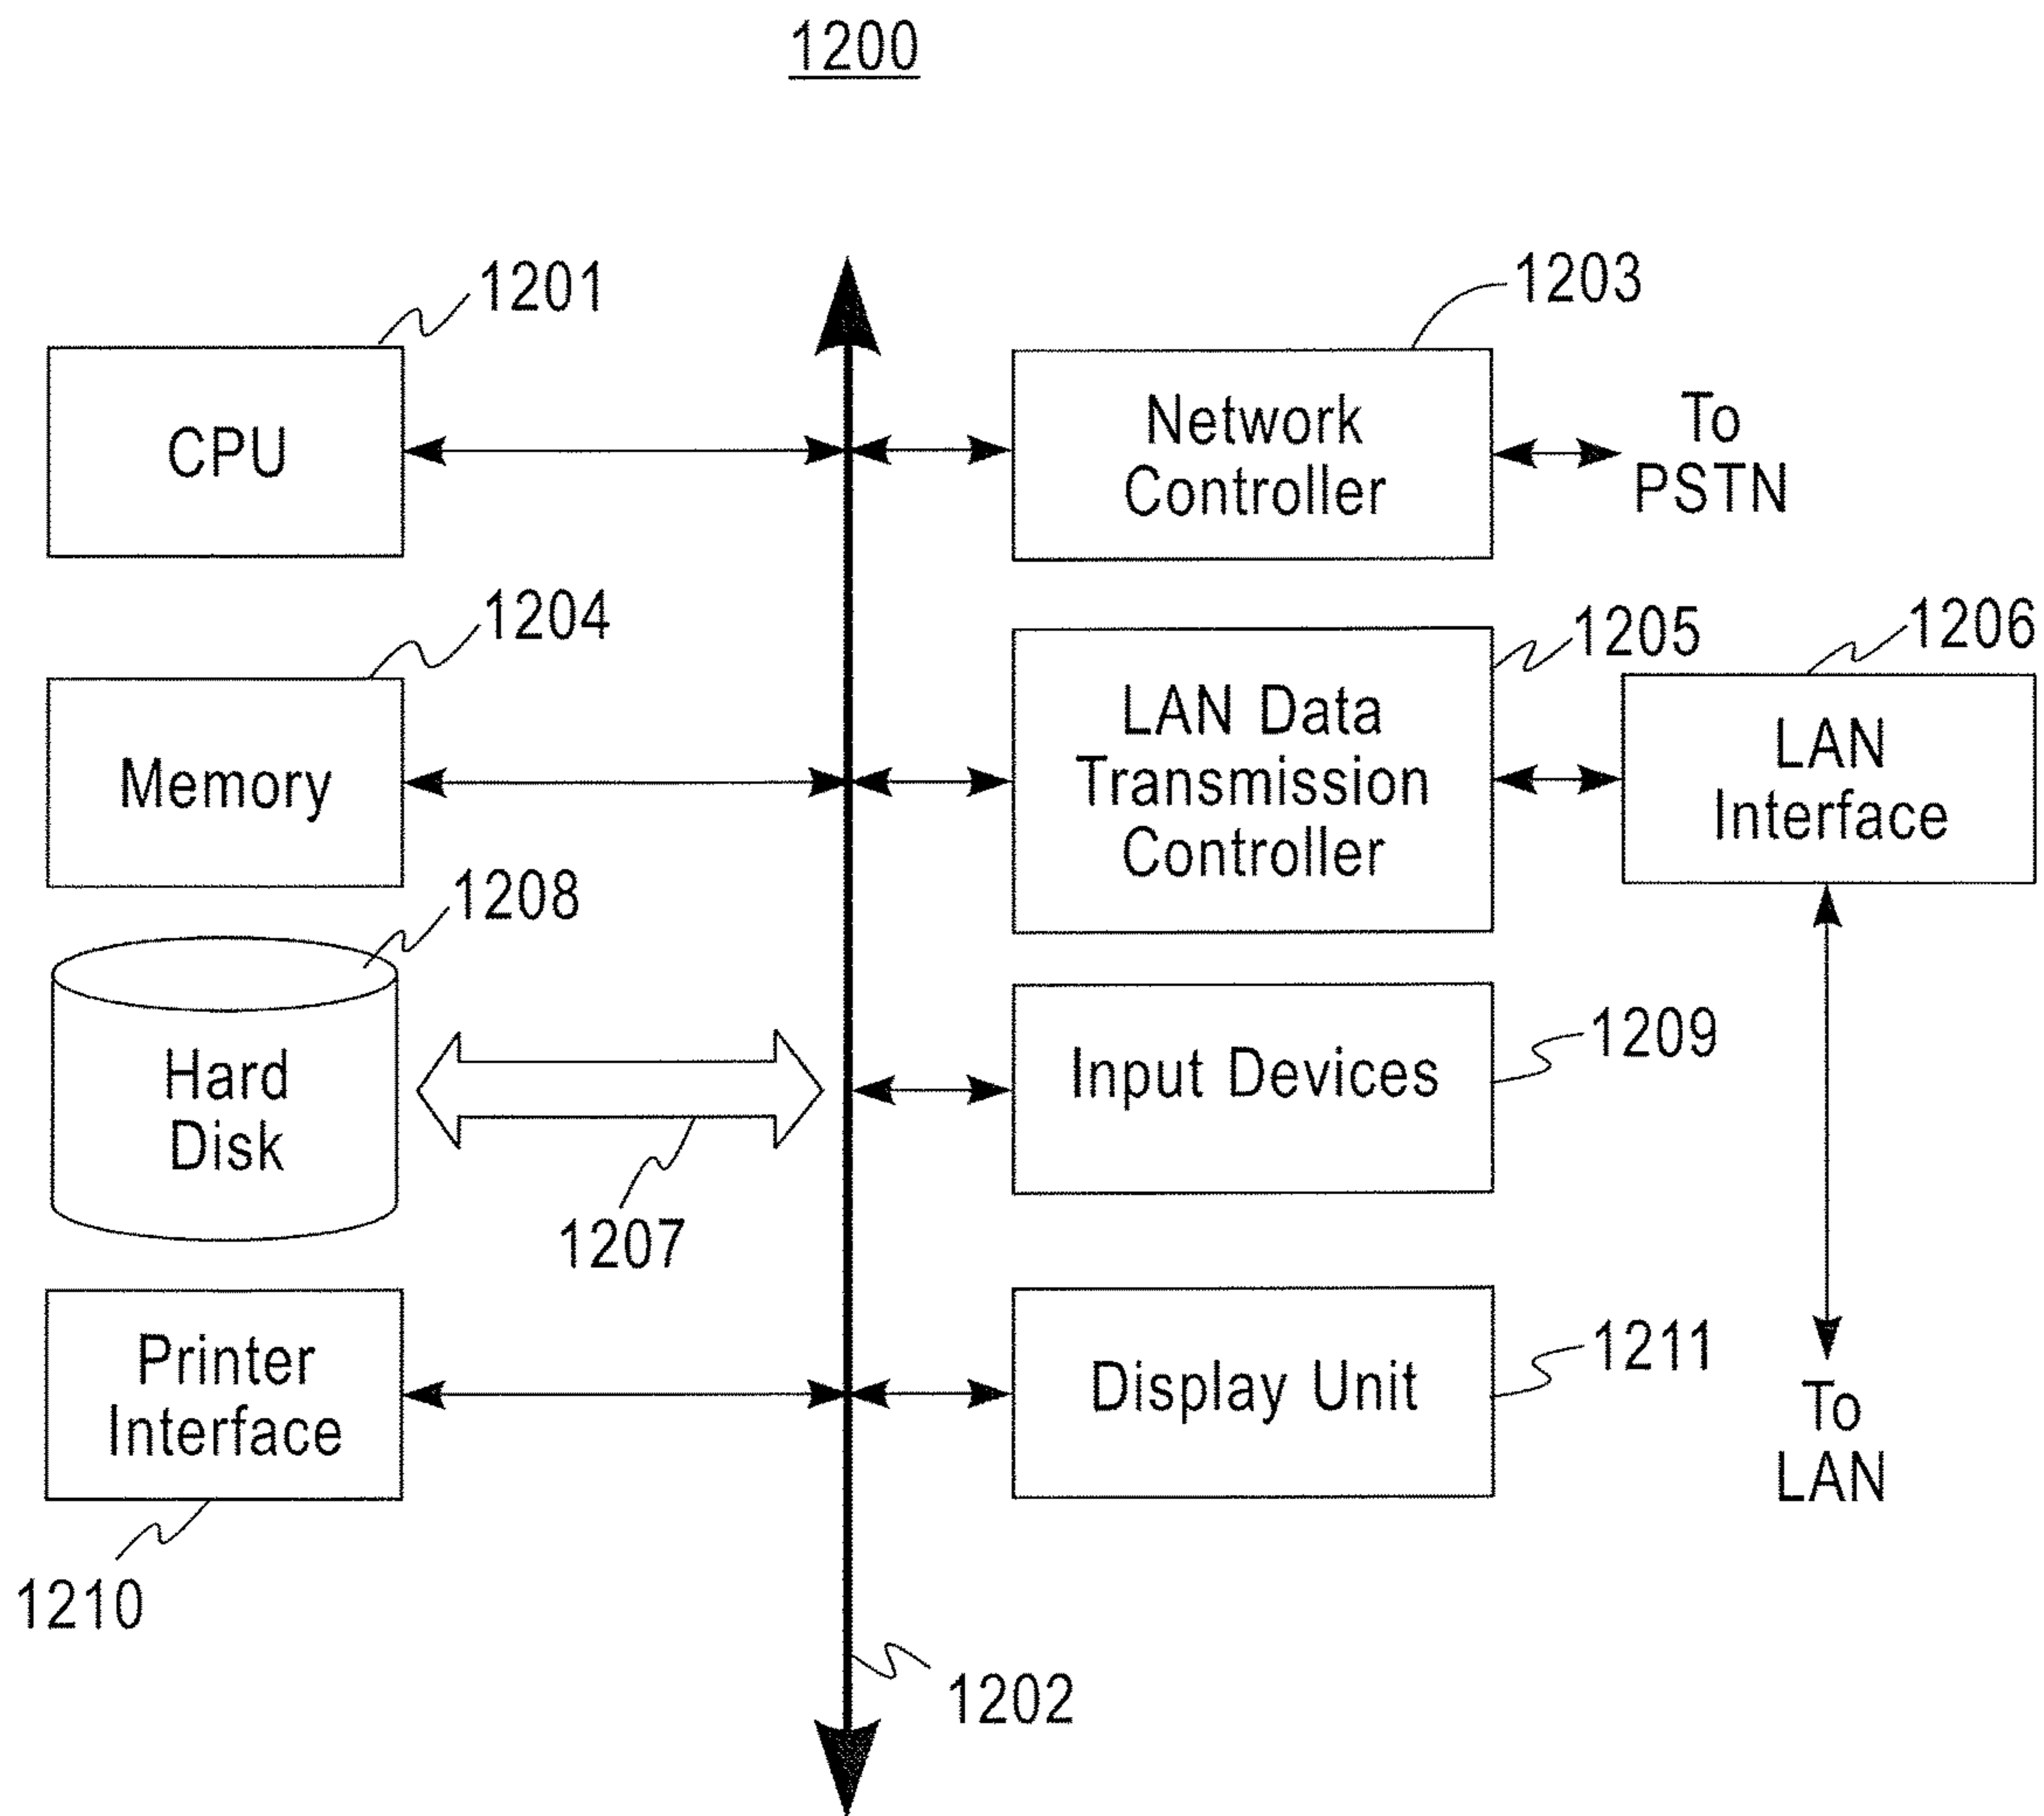 1200
1201
CPU
1203
Network
Controller
To
PSTN
1204
Memory
1205
LAN Data
Transmission
Controller
1206
LAN
Interface
1208
Hard
Disk
1207
1209
Input Devices
Printer
Interface
1210
1211
Display Unit
To
LAN
1202